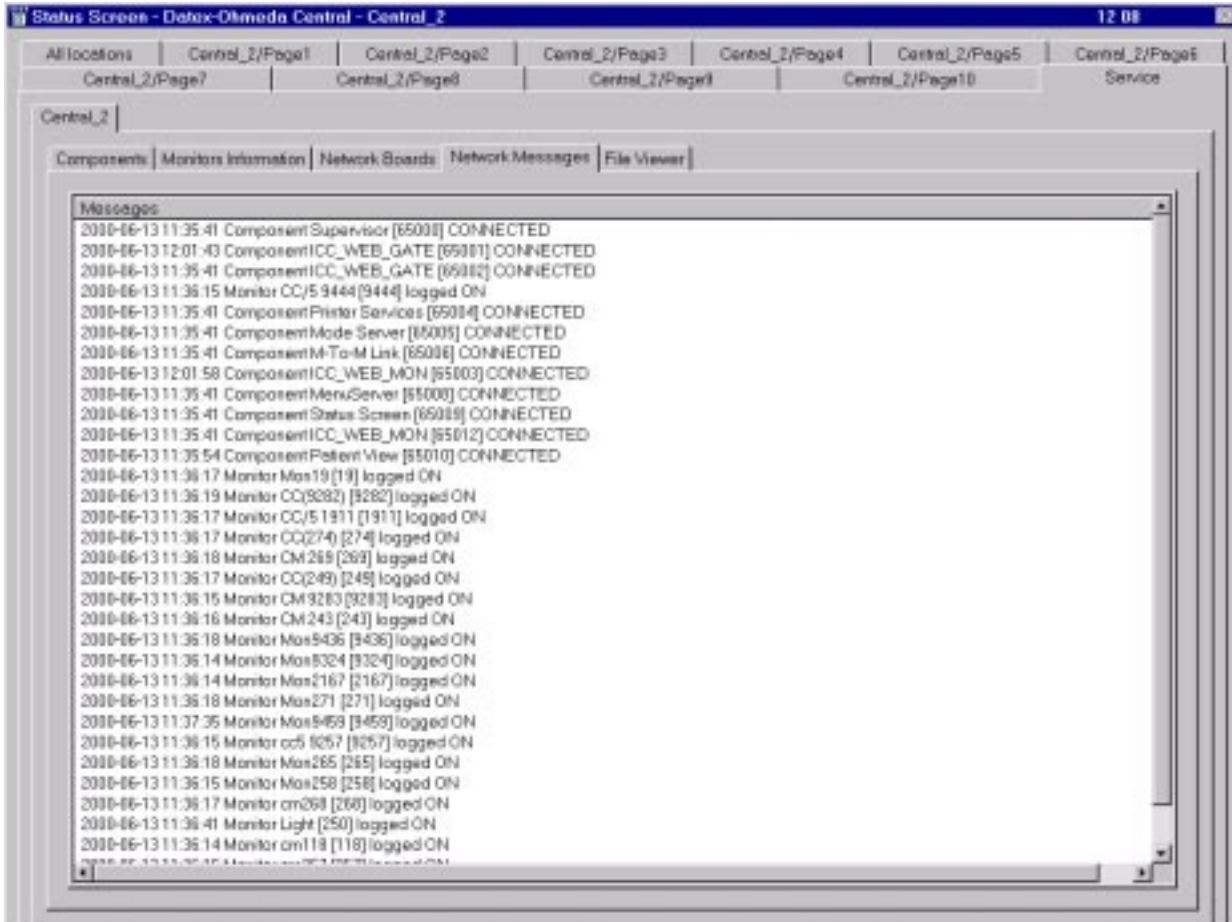 Status Screen - Datex-Ohmeda Central - Central_2 12 08
All locations Central_2/Page1 Central_2/Page2 Central_2/Page3 Central_2/Page4 Central_2/Page5 Central_2/Page6
Central_2/Page7 Central_2/Page8 Central_2/Page9 Central_2/Page10 Service
Central_2
Components Monitors Information Network Boards Network Messages File Viewer
Messages
2000-06-13 11:35:41 Component Supervisor [65000] CONNECTED
2000-06-13 12:01:43 Component ICC_WEB_GATE [65001] CONNECTED
2000-06-13 11:35:41 Component ICC_WEB_GATE [65002] CONNECTED
2000-06-13 11:36:15 Monitor CC/5 9444 [9444] logged ON
2000-06-13 11:35:41 Component Printer Services [65004] CONNECTED
2000-06-13 11:35:41 Component Mode Server [65005] CONNECTED
2000-06-13 11:35:41 Component M-To-M Link [65006] CONNECTED
2000-06-13 12:01:58 Component ICC_WEB_MON [65003] CONNECTED
2000-06-13 11:35:41 Component MenuServer [65008] CONNECTED
2000-06-13 11:35:41 Component Status Screen [65009] CONNECTED
2000-06-13 11:35:41 Component ICC_WEB_MON [65012] CONNECTED
2000-06-13 11:35:54 Component Patient View [65010] CONNECTED
2000-06-13 11:36:17 Monitor Mon19 [19] logged ON
2000-06-13 11:36:19 Monitor CC(9282) [9282] logged ON
2000-06-13 11:36:17 Monitor CC/5 1911 [1911] logged ON
2000-06-13 11:36:17 Monitor CC(274) [274] logged ON
2000-06-13 11:36:18 Monitor CM 269 [269] logged ON
2000-06-13 11:36:17 Monitor CC(249) [249] logged ON
2000-06-13 11:36:15 Monitor CM 9283 [9283] logged ON
2000-06-13 11:36:16 Monitor CM 243 [243] logged ON
2000-06-13 11:36:18 Monitor Mon9436 [9436] logged ON
2000-06-13 11:36:14 Monitor Mon9324 [9324] logged ON
2000-06-13 11:36:14 Monitor Mon2167 [2167] logged ON
2000-06-13 11:36:18 Monitor Mon271 [271] logged ON
2000-06-13 11:37:35 Monitor Mon9459 [9459] logged ON
2000-06-13 11:36:15 Monitor cc5 9257 [9257] logged ON
2000-06-13 11:36:18 Monitor Mon265 [265] logged ON
2000-06-13 11:36:15 Monitor Mon258 [258] logged ON
2000-06-13 11:36:17 Monitor cm268 [268] logged ON
2000-06-13 11:36:41 Monitor Light [250] logged ON
2000-06-13 11:36:14 Monitor cm118 [118] logged ON